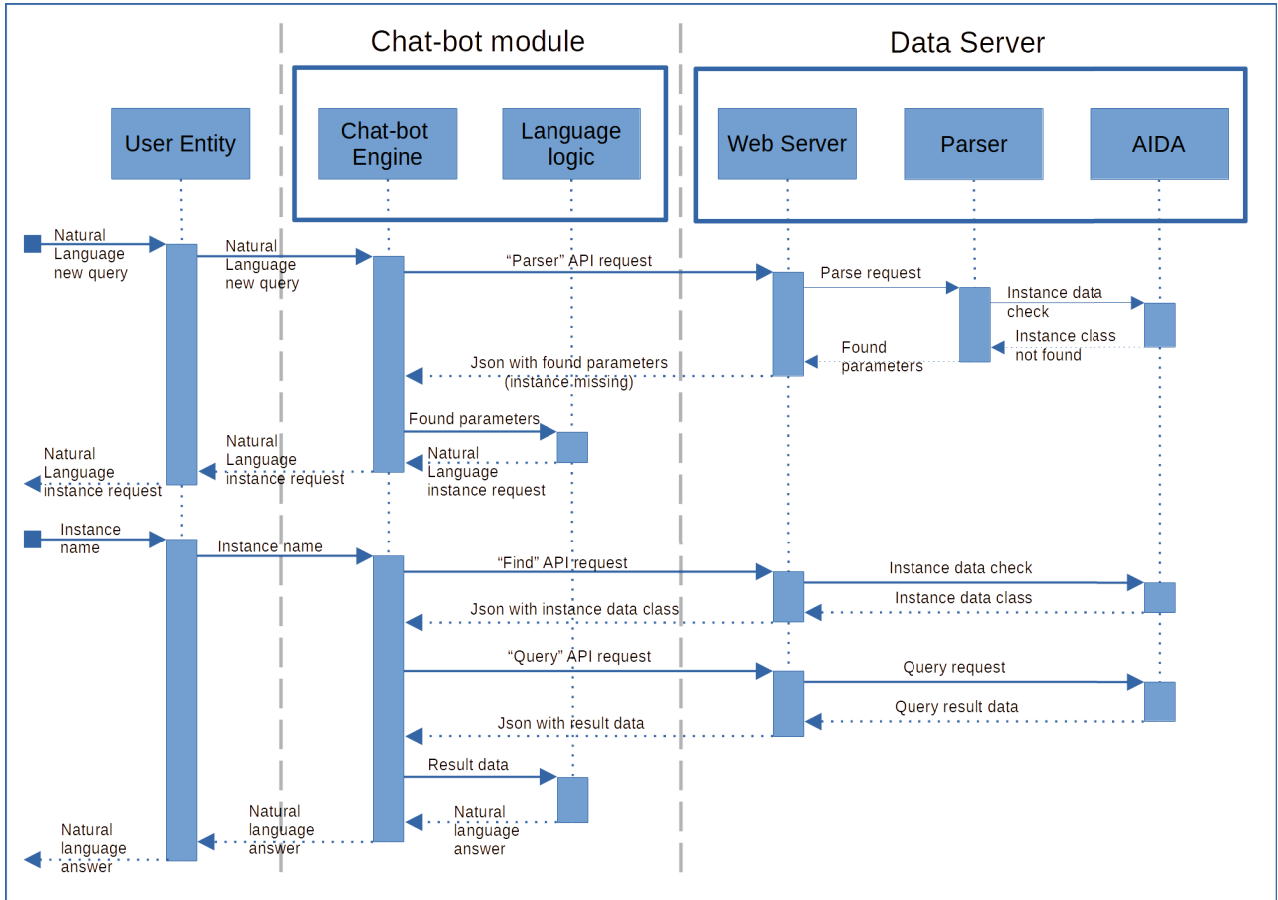 Chat-bot module
Data Server
User Entity
Chat-bot
Engine
Language
logic
Web Server
Parser
AIDA
Natural
Language
new query
Natural
Language
new query
“Parser” API request
Parse request
Instance data
check
Instance class
not found
Found
parameters
Json with found parameters
(instance missing)
Found parameters
Natural
Language
instance request
Natural
Language
instance request
Natural
Language
instance request
Instance
name
Instance name
“Find” API request
Instance data check
Instance data class
Json with instance data class
“Query” API request
Query request
Query result data
Json with result data
Result data
Natural
language
answer
Natural
language
answer
Natural
language
answer